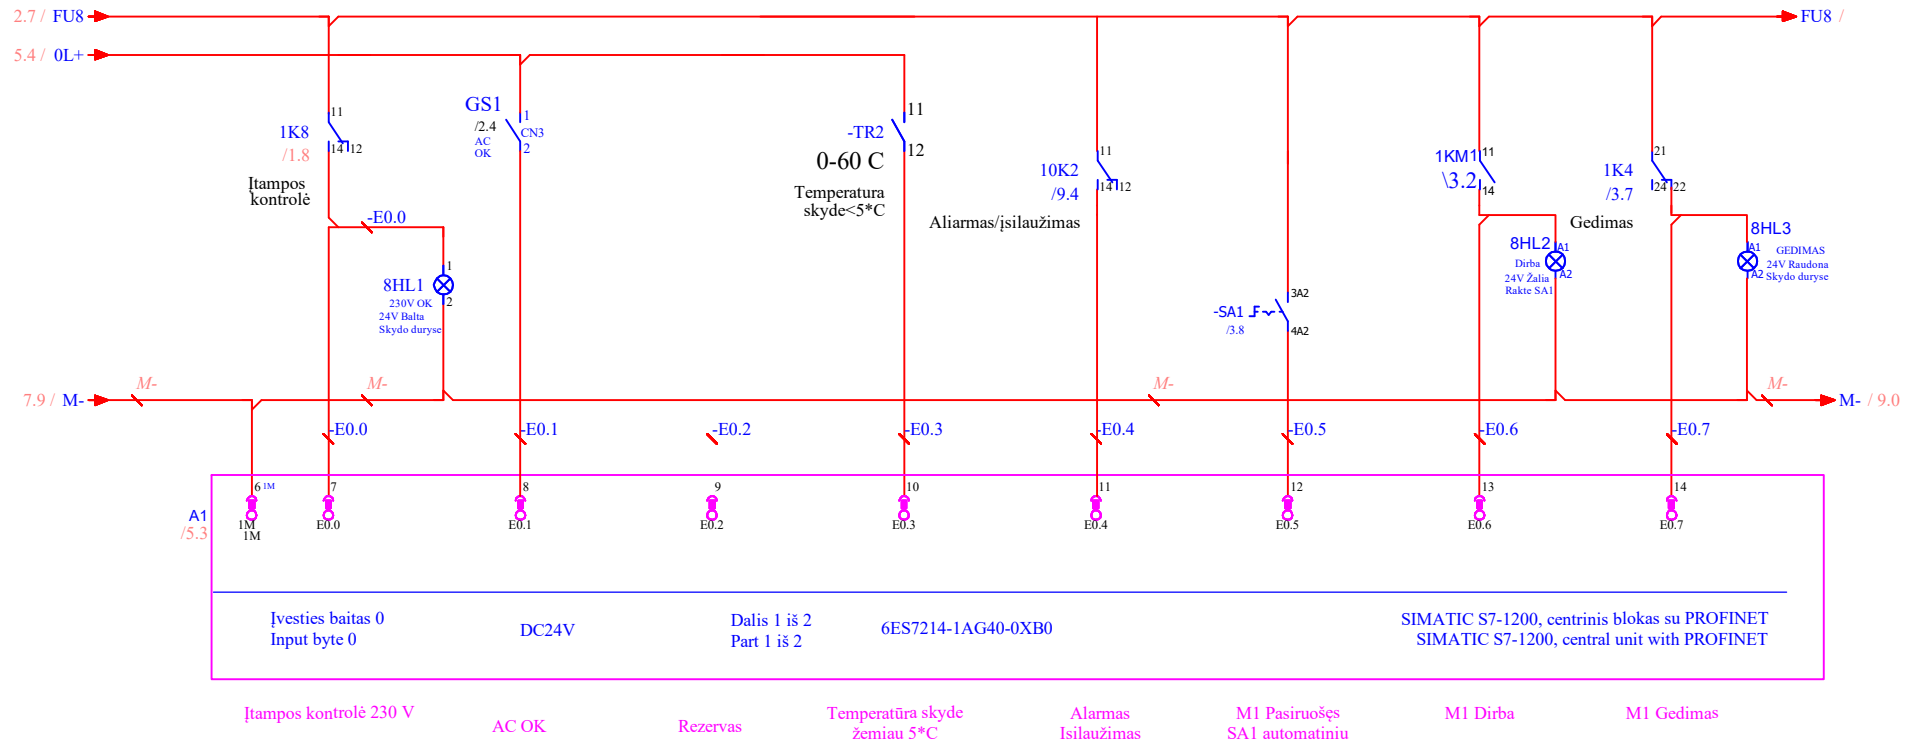 2.7 / FU8
FU8 /
5.4 / 0L+
11
1K8
/1.8
14
12
Įtampos
kontrolė
GS1
/2.4
AC
OK
1
CN3
2
11
-TR2
12
0-60 C
Temperatura
skyde<5*C
11
10K2
/9.4
14
12
Aliarmas/įsilaužimas
3A2
-SA1
/3.8
4A2
1KM1
11
\3.2
14
21
1K4
/3.7
24
22
Gedimas
-E0.0
1
8HL1
2
230V OK
24V Balta
Skydo duryse
8HL2
A1
Dirba
A2
24V Žalia
Rakte SA1
8HL3
A1
GEDIMAS
24V Raudona
A2
Skydo duryse
7.9 / M-
M-
M-
M-
M-
M- / 9.0
-E0.0
-E0.1
-E0.2
-E0.3
-E0.4
-E0.5
-E0.6
-E0.7
6 1M
7
8
9
10
11
12
13
14
A1
/5.3
1M
1M
E0.0
E0.1
E0.2
E0.3
E0.4
E0.5
E0.6
E0.7
Įvesties baitas 0
Input byte 0
DC24V
Dalis 1 iš 2
Part 1 iš 2
6ES7214-1AG40-0XB0
SIMATIC S7-1200, centrinis blokas su PROFINET
SIMATIC S7-1200, central unit with PROFINET
Įtampos kontrolė 230 V
AC OK
Rezervas
Temperatūra skyde
žemiau 5*C
Alarmas
Isilaužimas
M1 Pasiruošęs
SA1 automatiniu
M1 Dirba
M1 Gedimas